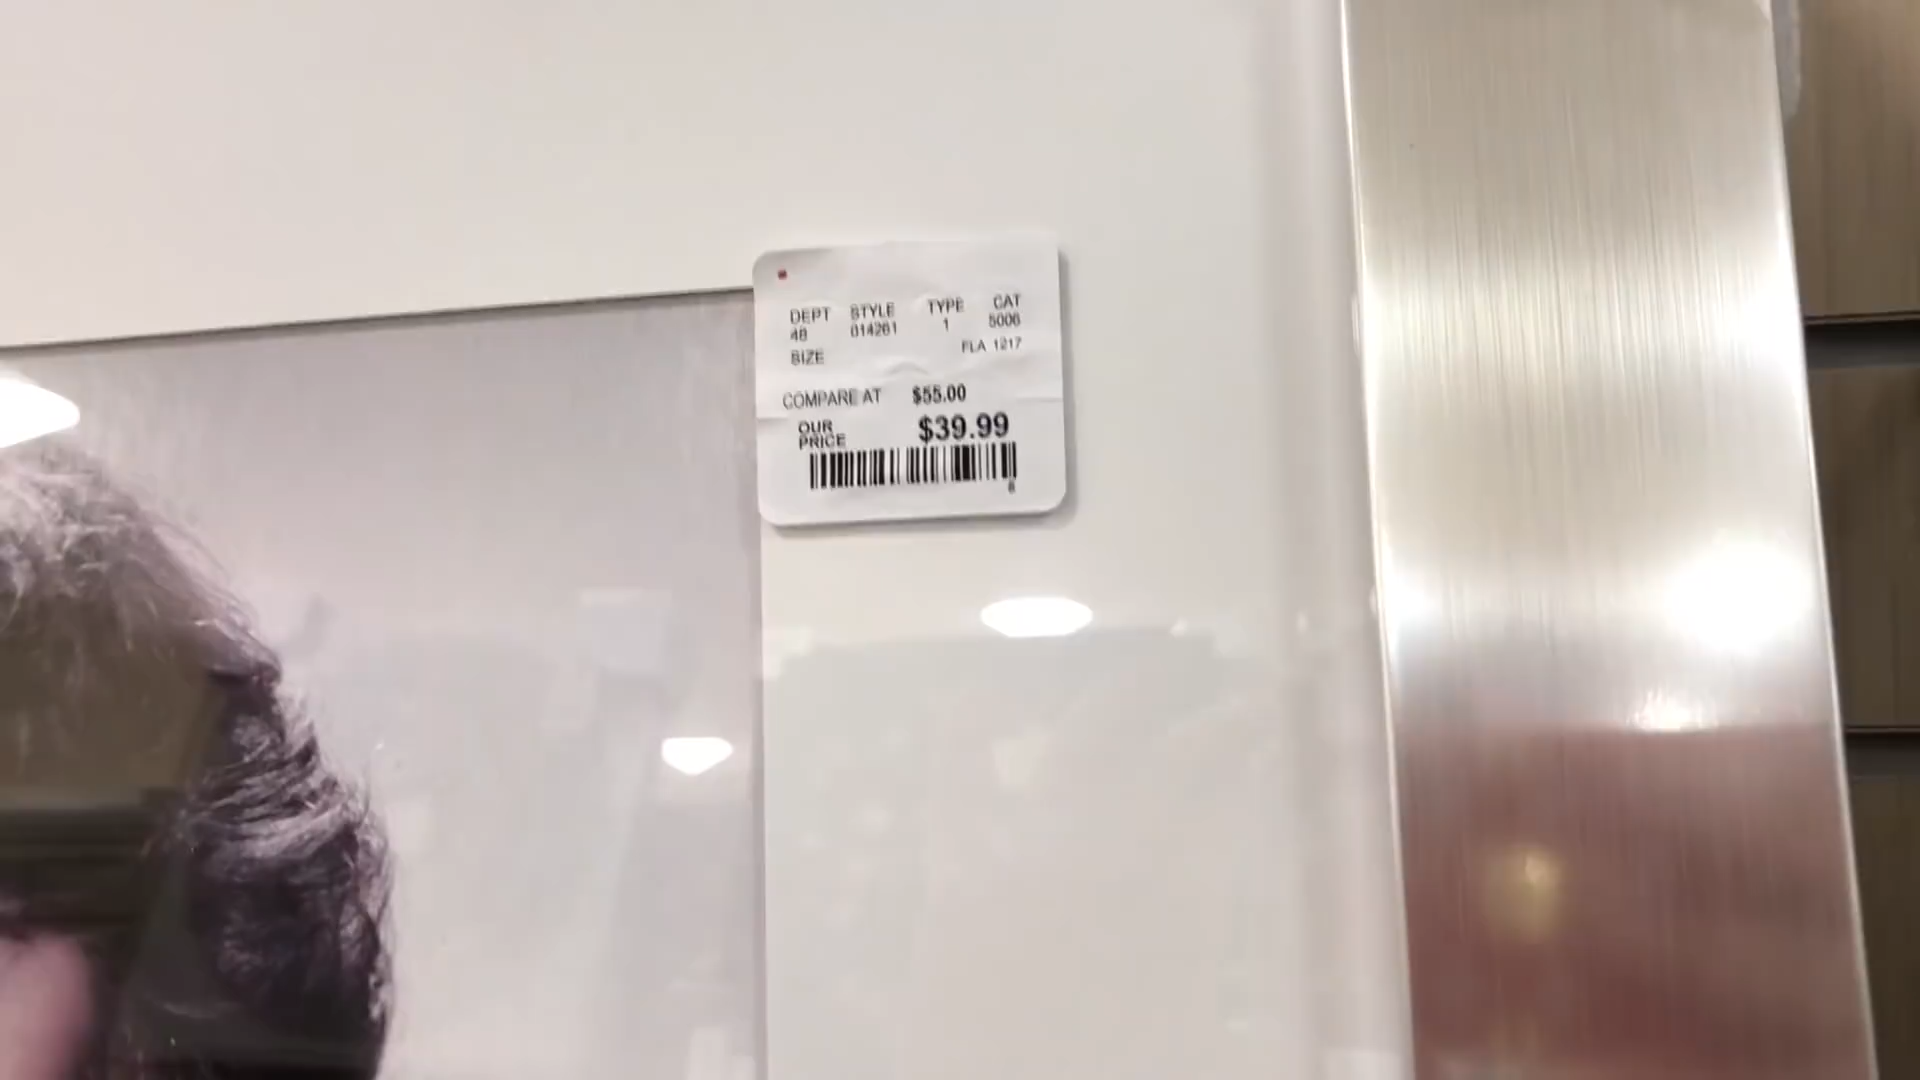 DEPT STYLE TYPE CAT
48 014261 1 5006
SIZE FLA 1217
COMPARE AT $55.00
OUR PRICE $39.99
6